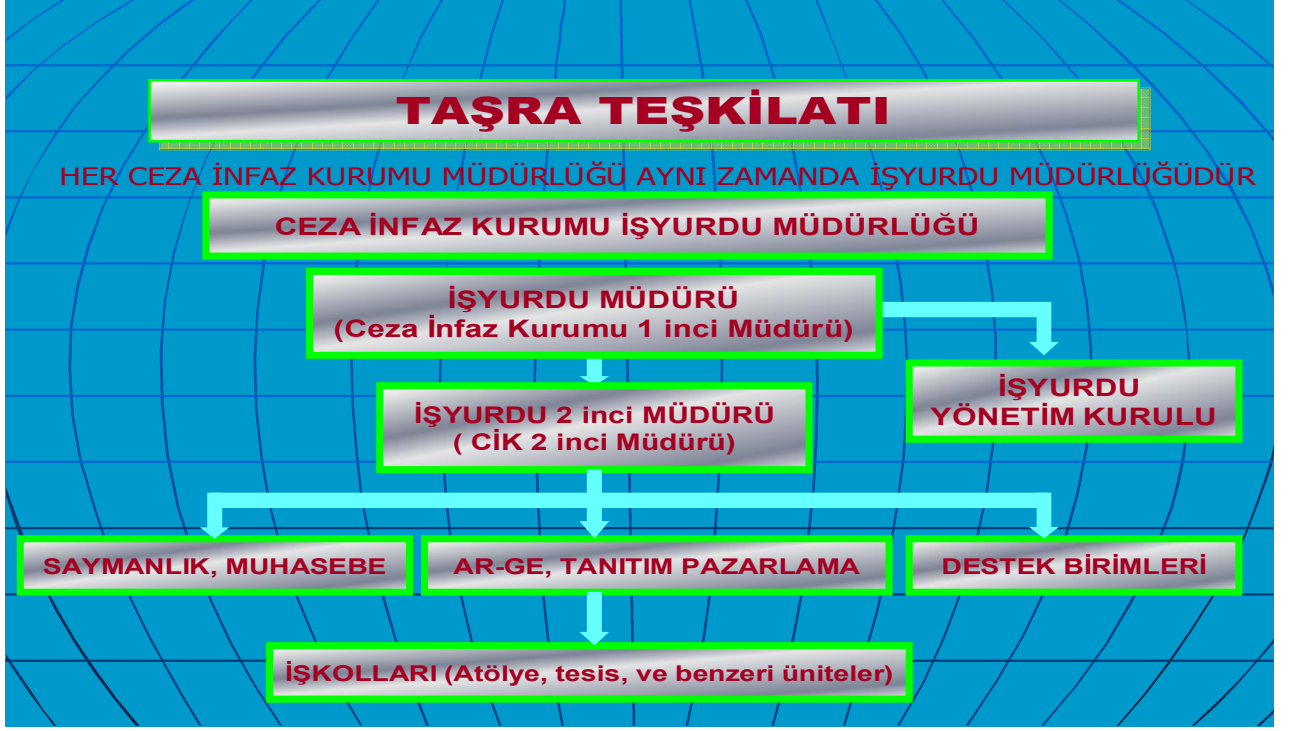 TAŞRA TEŞKİLATI
HER CEZA İNFAZ KURUMU MÜDÜRLÜĞÜ AYNI ZAMANDA İŞYURDU MÜDÜRLÜĞÜDÜR
CEZA İNFAZ KURUMU İŞYURDU MÜDÜRLÜĞÜ
İŞYURDU MÜDÜRÜ
(Ceza İnfaz Kurumu 1 inci Müdürü)
İŞYURDU
YÖNETİM KURULU
İŞYURDU 2 inci MÜDÜRÜ
( CİK 2 inci Müdürü)
SAYMANLIK, MUHASEBE
AR-GE, TANITIM PAZARLAMA
DESTEK BİRİMLERİ
İŞKOLLARI (Atölye, tesis, ve benzeri üniteler)